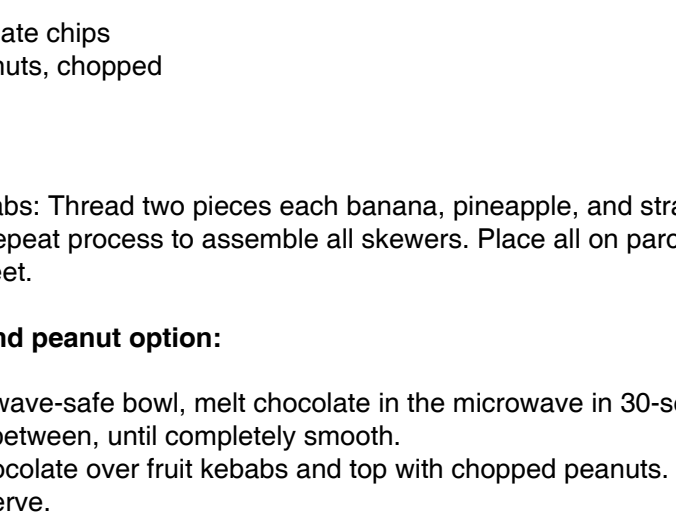 ate chips
nuts, chopped
abs: Thread two pieces each banana, pineapple, and stra
epeat process to assemble all skewers. Place all on parc
eet.
nd peanut option:
wave-safe bowl, melt chocolate in the microwave in 30-se
between, until completely smooth.
ocolate over fruit kebabs and top with chopped peanuts.
erve.